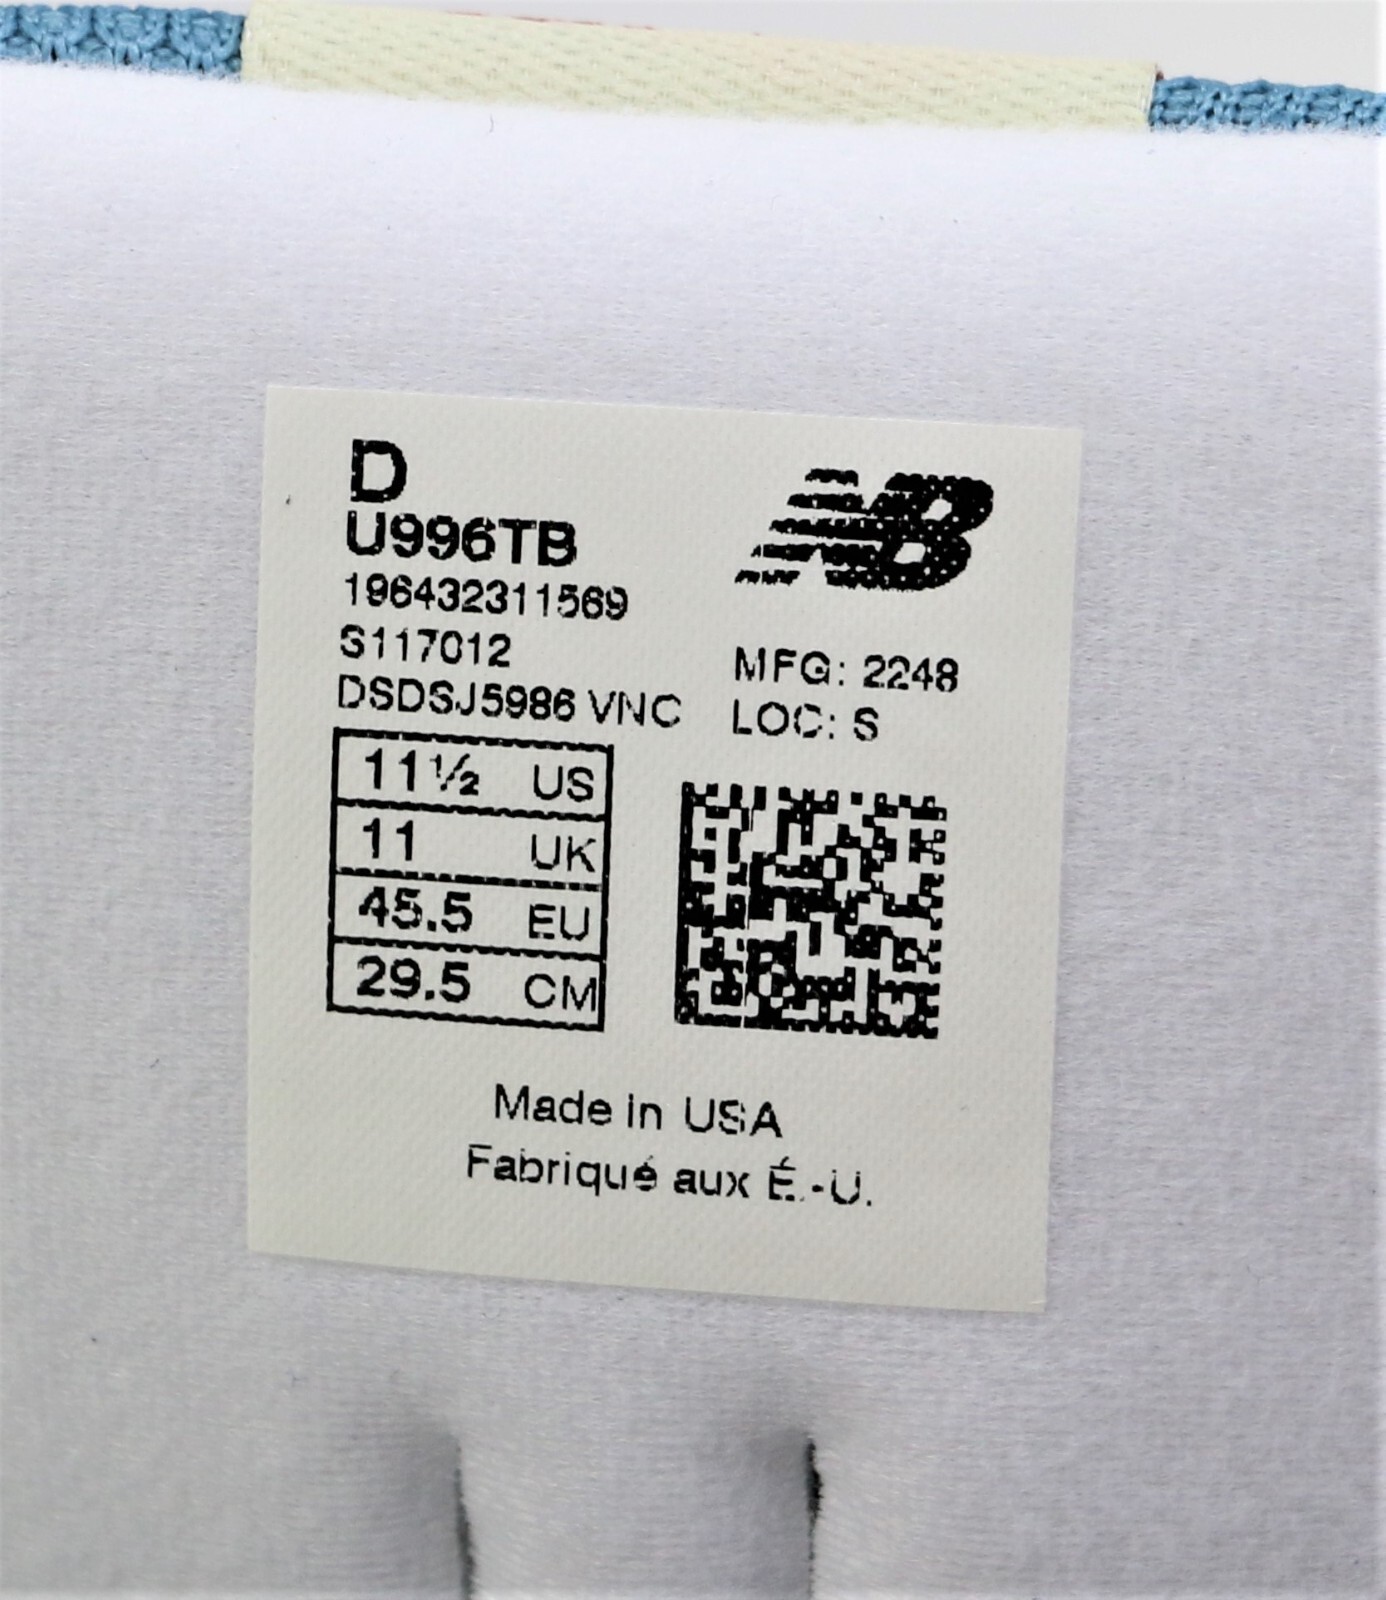 D
NB
U996TB
196432311569
S117012
MFG: 2248
DSDSJ5986 VNC
LOC: S
11½ US
11 UK
45.5 EU
29.5 CM
Made in USA
Fabriqué aux É.-U.